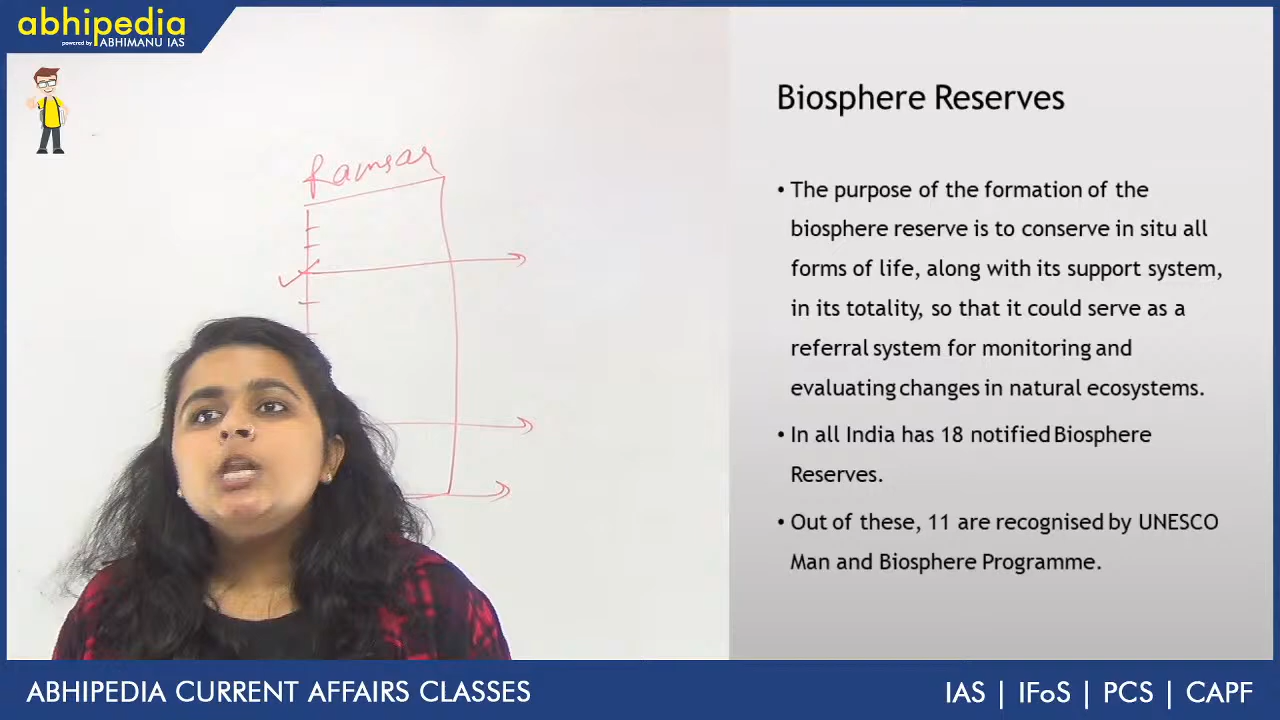 abhipedia
powered by ABHIMANU IAS
Ramsar
Biosphere Reserves
• The purpose of the formation of the
biosphere reserve is to conserve in situ all
forms of life, along with its support system,
in its totality, so that it could serve as a
referral system for monitoring and
evaluating changes in natural ecosystems.
• In all India has 18 notified Biosphere
Reserves.
• Out of these, 11 are recognised by UNESCO
Man and Biosphere Programme.
ABHIPEDIA CURRENT AFFAIRS CLASSES
IAS | IFoS | PCS | CAPF